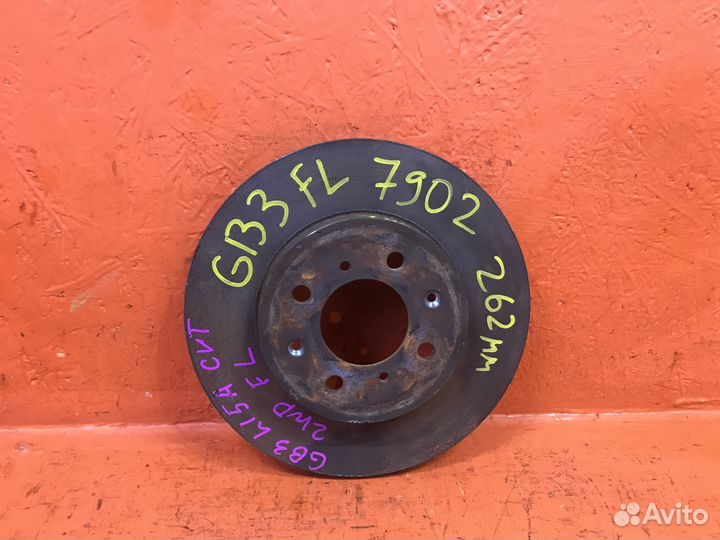 GB3 FL 7902 262мм
GB3 L15A CVT
2WD FL
Avito